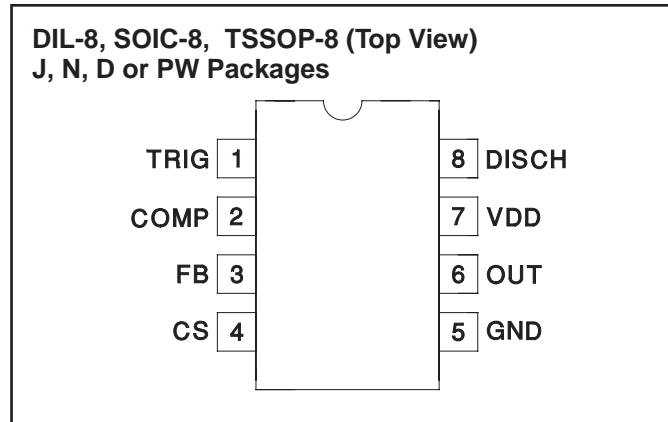 DIL-8, SOIC-8, TSSOP-8 (Top View)
J, N, D or PW Packages
TRIG 1 8 DISCH
COMP 2 7 VDD
FB 3 6 OUT
CS 4 5 GND